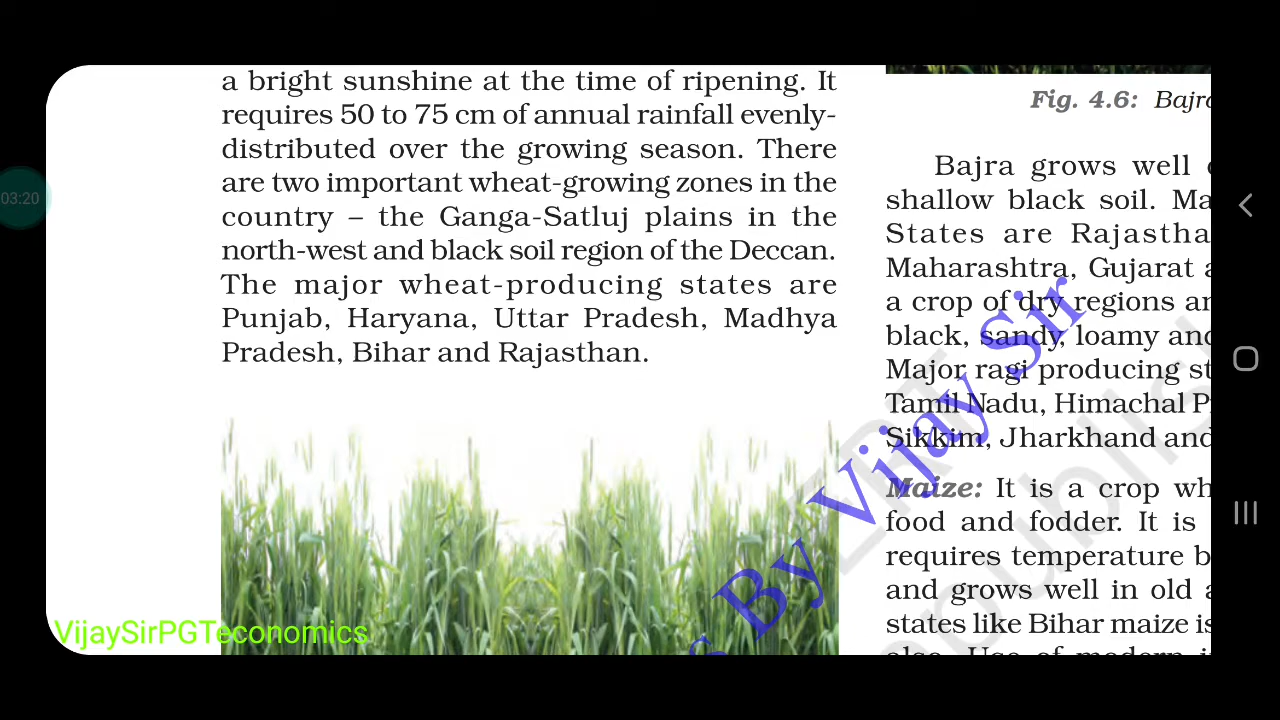 03:20
a bright sunshine at the time of ripening. It
requires 50 to 75 cm of annual rainfall evenly-
distributed over the growing season. There
are two important wheat-growing zones in the
country – the Ganga-Satluj plains in the
north-west and black soil region of the Deccan.
The major wheat-producing states are
Punjab, Haryana, Uttar Pradesh, Madhya
Pradesh, Bihar and Rajasthan.
VijaySirPGTeconomics
Fig. 4.6: Bajr
Bajra grows well
shallow black soil. Ma
States are Rajastha
Maharashtra, Gujarat a
a crop of dry regions an
black, sandy, loamy and
Major ragi producing st
Tamil Nadu, Himachal P
Sikkim, Jharkhand and
Maize: It is a crop wh
food and fodder. It is
requires temperature b
and grows well in old a
states like Bihar maize is
also. Use of modern i
s By Vijay Sir